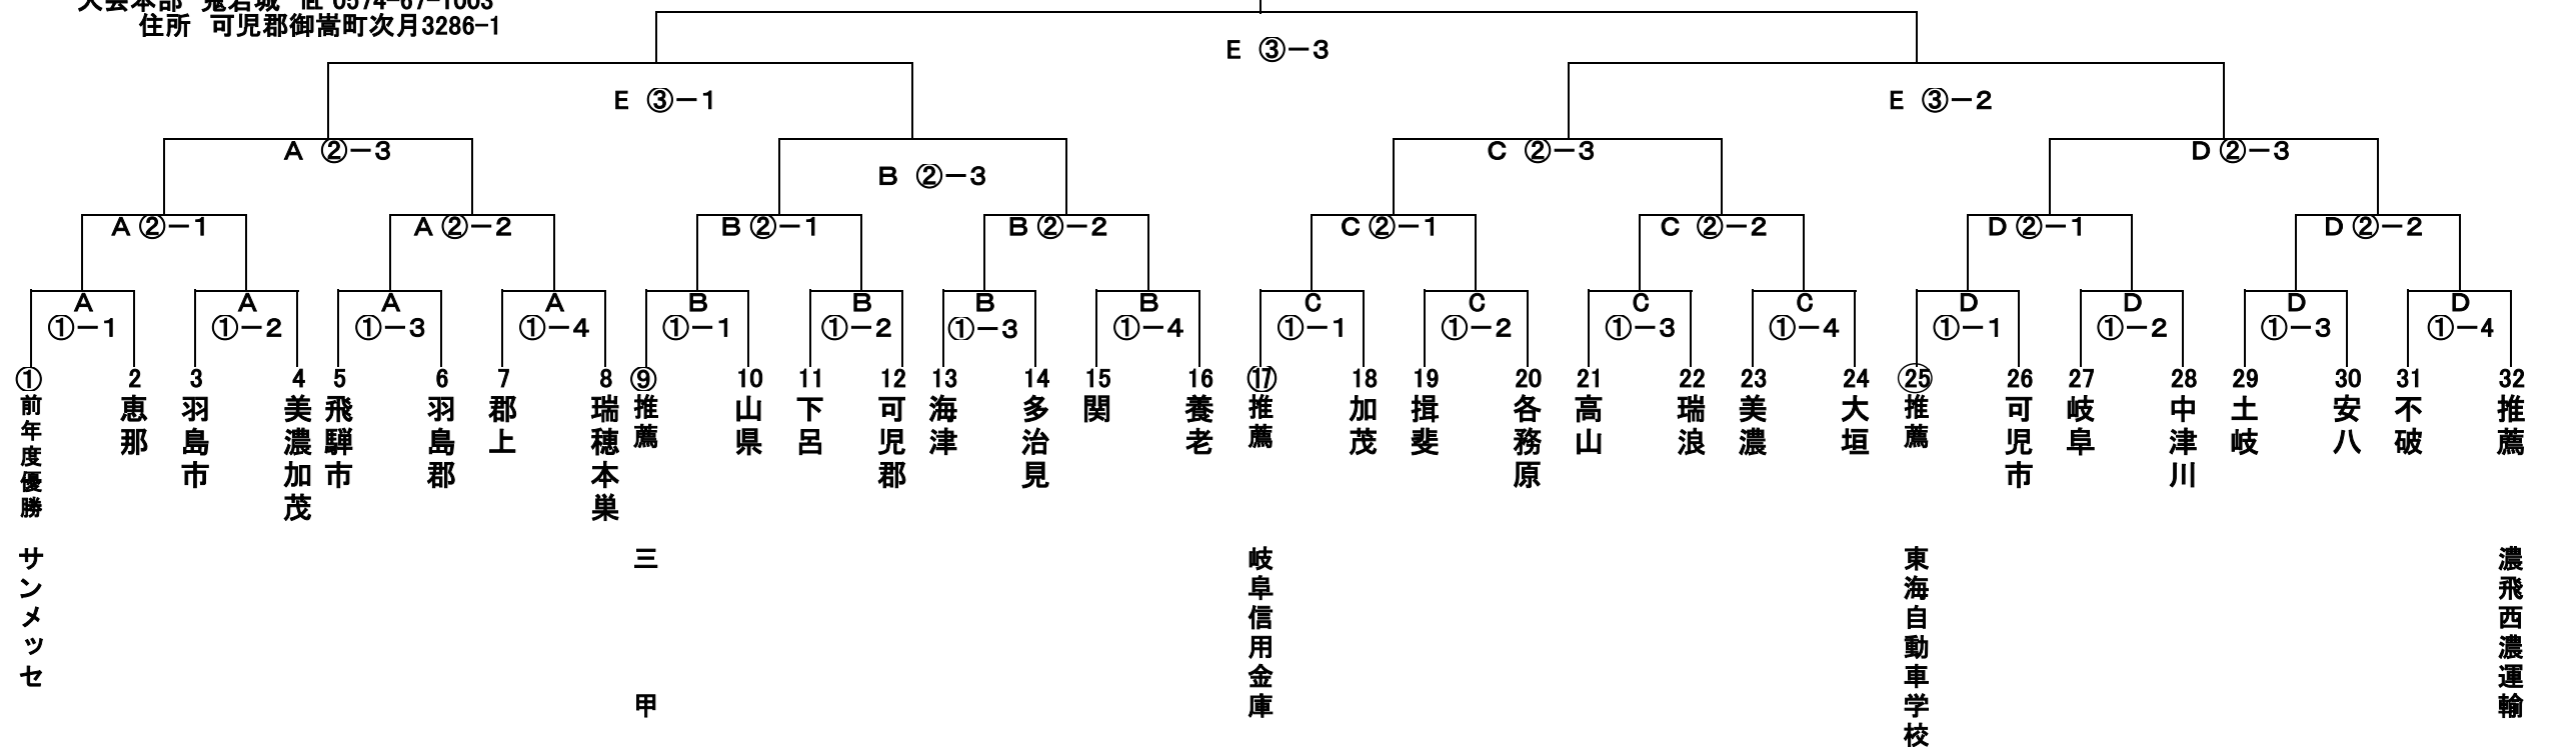 大会本部 鬼岩城 ℡ 0574-67-1003
住所 可児郡御嵩町次月3286-1
E ③－3
E ③－1
E ③－2
A ②－3
B ②－3
C ②－3
D ②－3
A ②－1
A ②－2
B ②－1
B ②－2
C ②－1
C ②－2
D ②－1
D ②－2
A ①－1
A ①－2
A ①－3
A ①－4
B ①－1
B ①－2
B ①－3
B ①－4
C ①－1
C ①－2
C ①－3
C ①－4
D ①－1
D ①－2
D ①－3
D ①－4
① 前年度優勝 サンメッセ
2 恵那
3 羽島市
4 美濃加茂
5 飛騨市
6 羽島郡
7 郡上
8 瑞穂本巣
⑨ 推薦 三甲
10 山県
11 下呂
12 可児郡
13 海津
14 多治見
15 関
16 養老
⑰ 推薦 岐阜信用金庫
18 加茂
19 揖斐
20 各務原
21 高山
22 瑞浪
23 美濃
24 大垣
㉕ 推薦 東海自動車学校
26 可児市
27 岐阜
28 中津川
29 土岐
30 安八
31 不破
32 推薦 濃飛西濃運輸